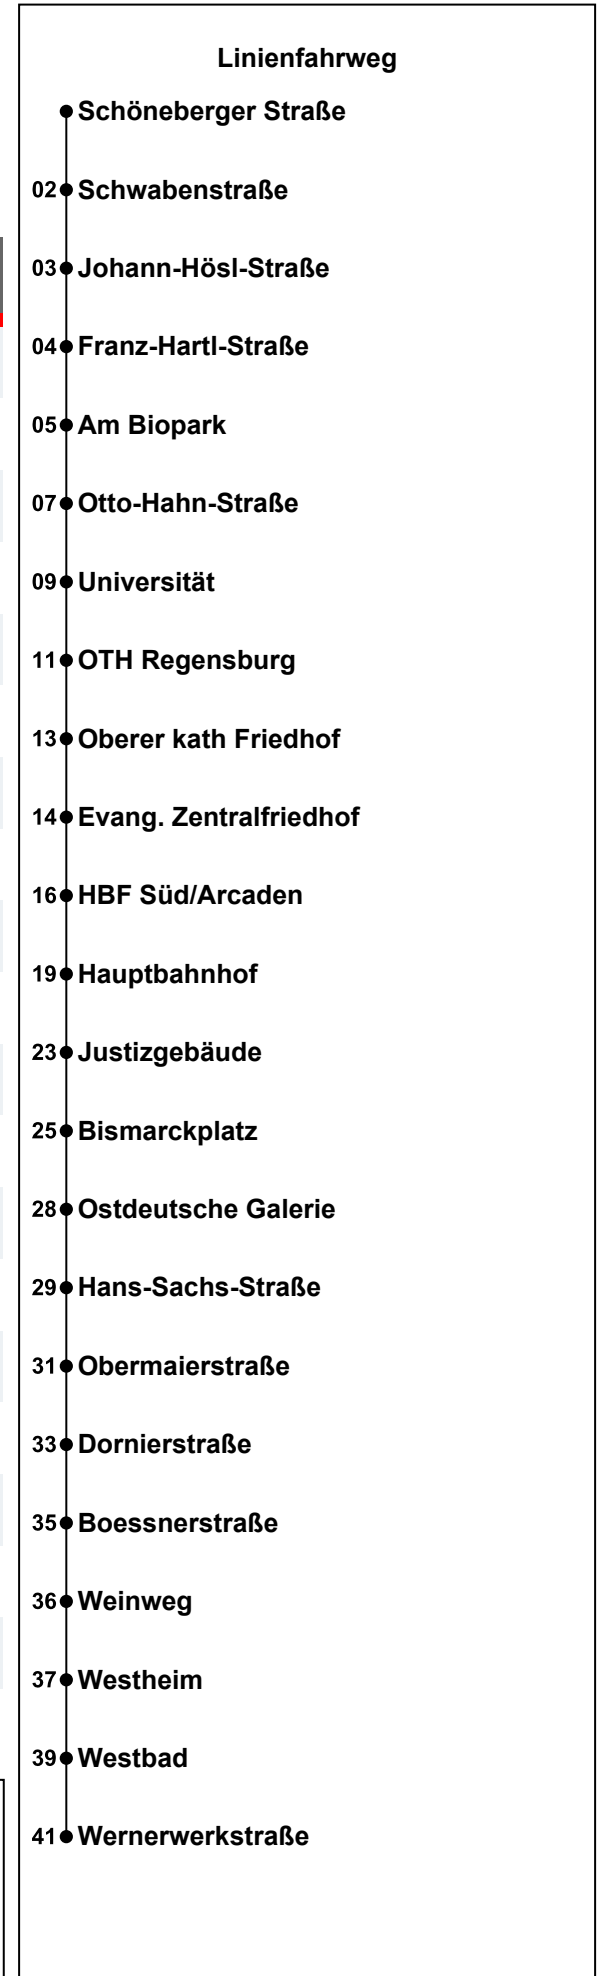 Linienfahrweg
Schöneberger Straße
02 Schwabenstraße
03 Johann-Hösl-Straße
04 Franz-Hartl-Straße
05 Am Biopark
07 Otto-Hahn-Straße
09 Universität
11 OTH Regensburg
13 Oberer kath Friedhof
14 Evang. Zentralfriedhof
16 HBF Süd/Arcaden
19 Hauptbahnhof
23 Justizgebäude
25 Bismarckplatz
28 Ostdeutsche Galerie
29 Hans-Sachs-Straße
31 Obermaierstraße
33 Dornierstraße
35 Boessnerstraße
36 Weinweg
37 Westheim
39 Westbad
41 Wernerwerkstraße